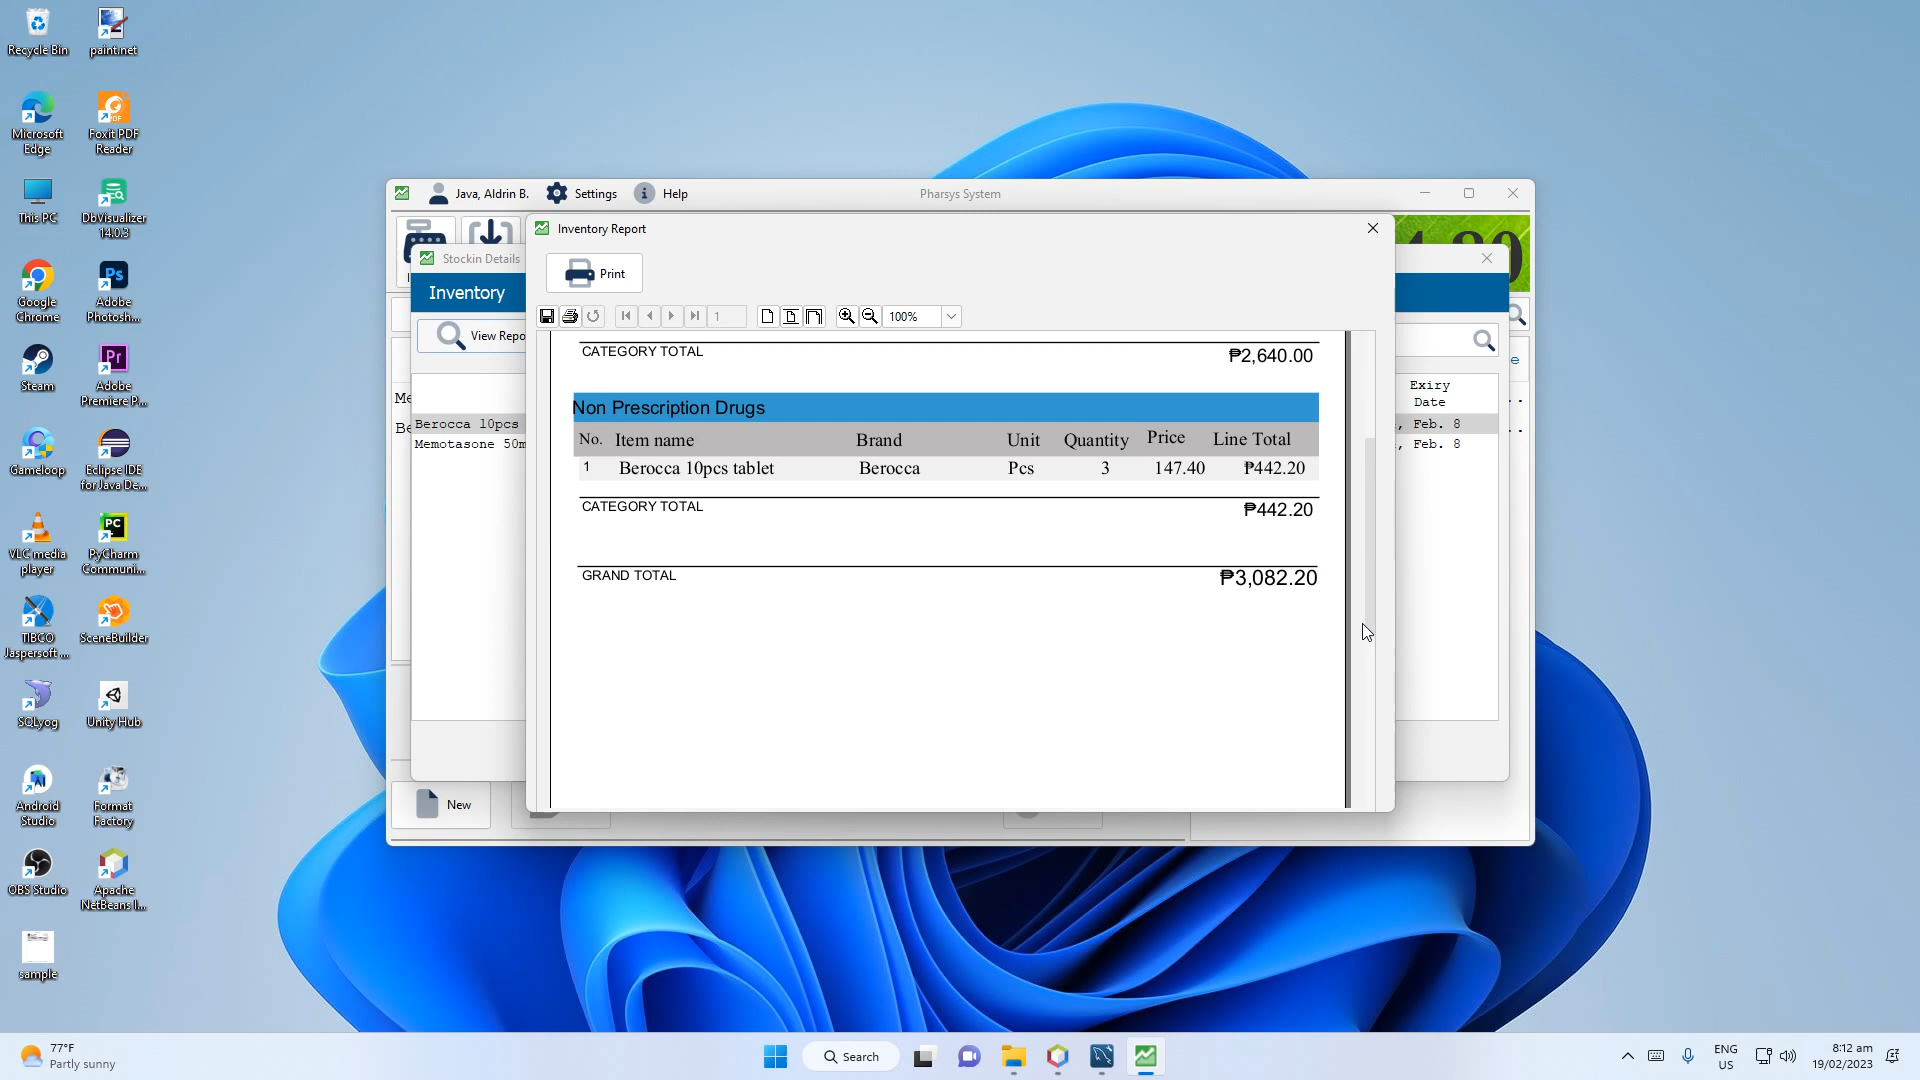 Recycle Bin
paint.net
Microsoft
Edge
Foxit PDF
Reader
This PC
DbVisualizer
14.0.3
Google
Chrome
Adobe
Photosh...
Steam
Adobe
Premiere P...
Gameloop
Eclipse IDE
for Java De...
VLC media
player
PyCharm
Communi...
TIBCO
Jaspersoft ...
SceneBuilder
SQLyog
Unity Hub
Android
Studio
Format
Factory
OBS Studio
Apache
NetBeans I...
sample
Java, Aldrin B.
Settings
Help
Pharsys System
Stockin Details
Inventory
View Repo
Berocca 10pcs
Memotasone 50m
Me
Be
New
Inventory Report
Print
1
100%
CATEGORY TOTAL
₱2,640.00
Non Prescription Drugs
No. Item name Brand Unit Quantity Price Line Total
1 Berocca 10pcs tablet Berocca Pcs 3 147.40 ₱442.20
CATEGORY TOTAL
₱442.20
GRAND TOTAL
₱3,082.20
Exiry
Date
, Feb. 8
, Feb. 8
e
77°F
Partly sunny
Search
ENG
US
8:12 am
19/02/2023